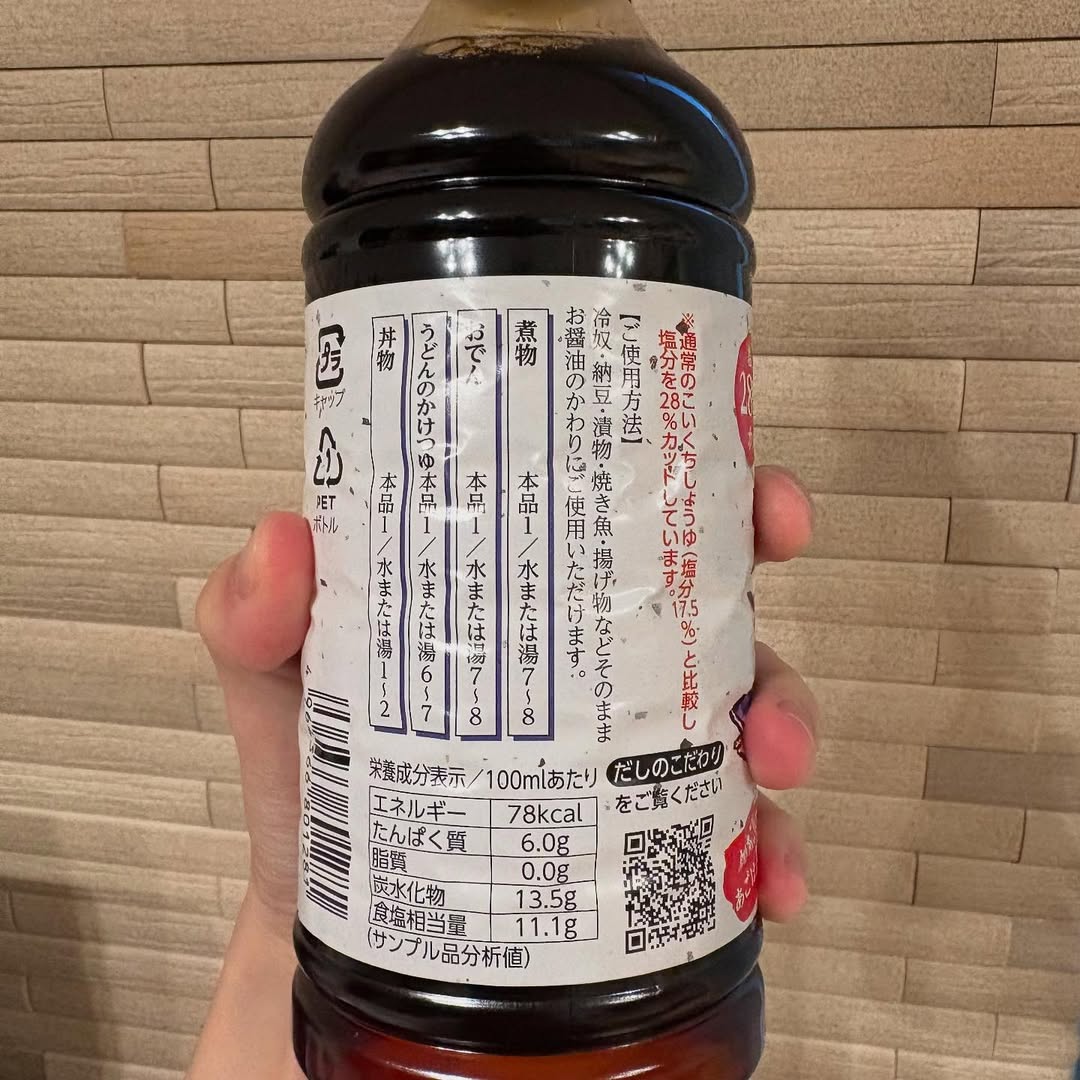 ※通常のこいくちしょうゆ（塩分17.5%）と比較し
塩分を28%カットしています。
【ご使用方法】
冷奴・納豆・漬物・焼き魚・揚げ物などそのまま
お醤油のかわりにご使用いただけます。
煮物 本品1／水または湯7～8
おでん 本品1／水または湯7～8
うどんのかけつゆ 本品1／水または湯6～7
丼物 本品1／水または湯1～2
プラ
キャップ
1
PET
ボトル
だしのこだわり
をご覧ください
栄養成分表示／100mlあたり
エネルギー 78kcal
たんぱく質 6.0g
脂質 0.0g
炭水化物 13.5g
食塩相当量 11.1g
(サンプル品分析値)